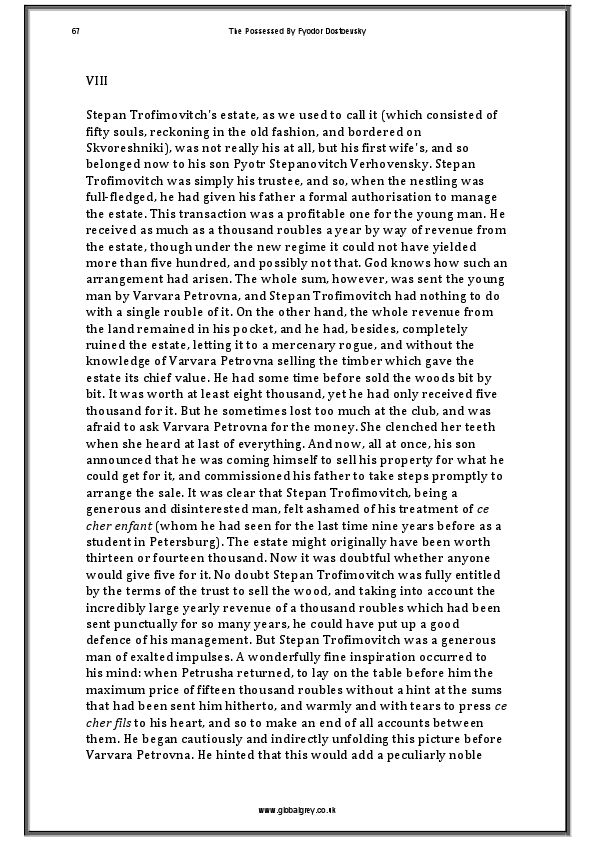 67
The Possessed By Fyodor Dostoevsky
VIII
Stepan Trofimovitch's estate, as we used to call it (which consisted of
fifty souls, reckoning in the old fashion, and bordered on
Skvoreshniki), was not really his at all, but his first wife's, and so
belonged now to his son Pyotr Stepanovitch Verhovensky. Stepan
Trofimovitch was simply his trustee, and so, when the nestling was
full-fledged, he had given his father a formal authorisation to manage
the estate. This transaction was a profitable one for the young man. He
received as much as a thousand roubles a year by way of revenue from
the estate, though under the new regime it could not have yielded
more than five hundred, and possibly not that. God knows how such an
arrangement had arisen. The whole sum, however, was sent the young
man by Varvara Petrovna, and Stepan Trofimovitch had nothing to do
with a single rouble of it. On the other hand, the whole revenue from
the land remained in his pocket, and he had, besides, completely
ruined the estate, letting it to a mercenary rogue, and without the
knowledge of Varvara Petrovna selling the timber which gave the
estate its chief value. He had some time before sold the woods bit by
bit. It was worth at least eight thousand, yet he had only received five
thousand for it. But he sometimes lost too much at the club, and was
afraid to ask Varvara Petrovna for the money. She clenched her teeth
when she heard at last of everything. And now, all at once, his son
announced that he was coming himself to sell his property for what he
could get for it, and commissioned his father to take steps promptly to
arrange the sale. It was clear that Stepan Trofimovitch, being a
generous and disinterested man, felt ashamed of his treatment of ce
cher enfant (whom he had seen for the last time nine years before as a
student in Petersburg). The estate might originally have been worth
thirteen or fourteen thousand. Now it was doubtful whether anyone
would give five for it. No doubt Stepan Trofimovitch was fully entitled
by the terms of the trust to sell the wood, and taking into account the
incredibly large yearly revenue of a thousand roubles which had been
sent punctually for so many years, he could have put up a good
defence of his management. But Stepan Trofimovitch was a generous
man of exalted impulses. A wonderfully fine inspiration occurred to
his mind: when Petrusha returned, to lay on the table before him the
maximum price of fifteen thousand roubles without a hint at the sums
that had been sent him hitherto, and warmly and with tears to press ce
cher fils to his heart, and so to make an end of all accounts between
them. He began cautiously and indirectly unfolding this picture before
Varvara Petrovna. He hinted that this would add a peculiarly noble
www.globalgrey.co.uk